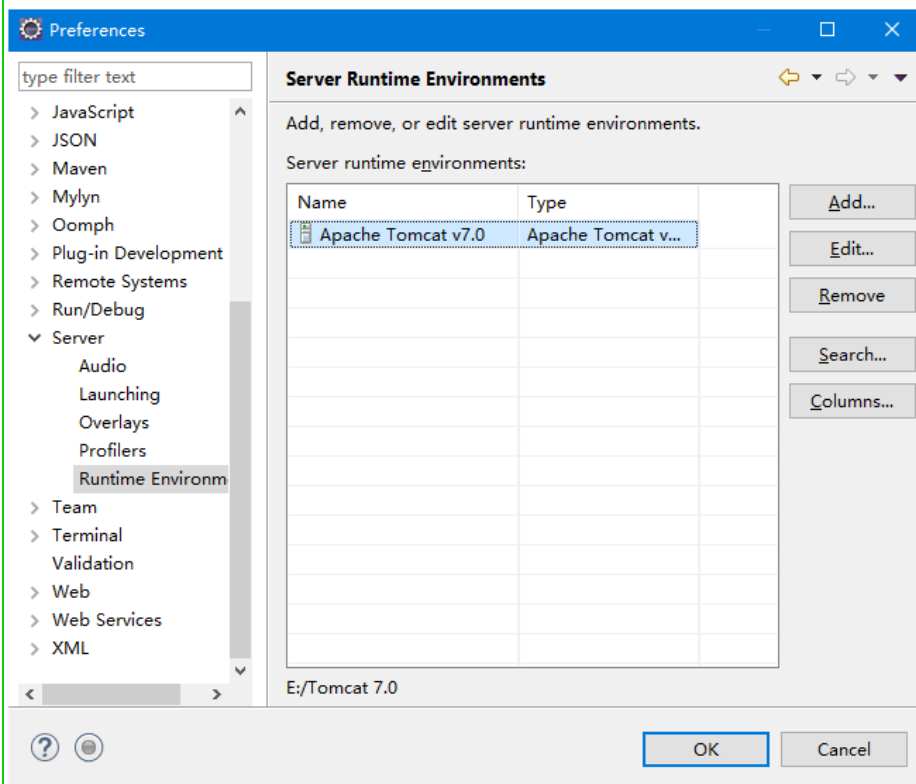 Preferences
type filter text
JavaScript
JSON
Maven
Mylyn
Oomph
Plug-in Development
Remote Systems
Run/Debug
Server
Audio
Launching
Overlays
Profilers
Runtime Environm
Team
Terminal
Validation
Web
Web Services
XML
Server Runtime Environments
Add, remove, or edit server runtime environments.
Server runtime environments:
Name Type
Apache Tomcat v7.0 Apache Tomcat v...
Add...
Edit...
Remove
Search...
Columns...
E:/Tomcat 7.0
OK Cancel